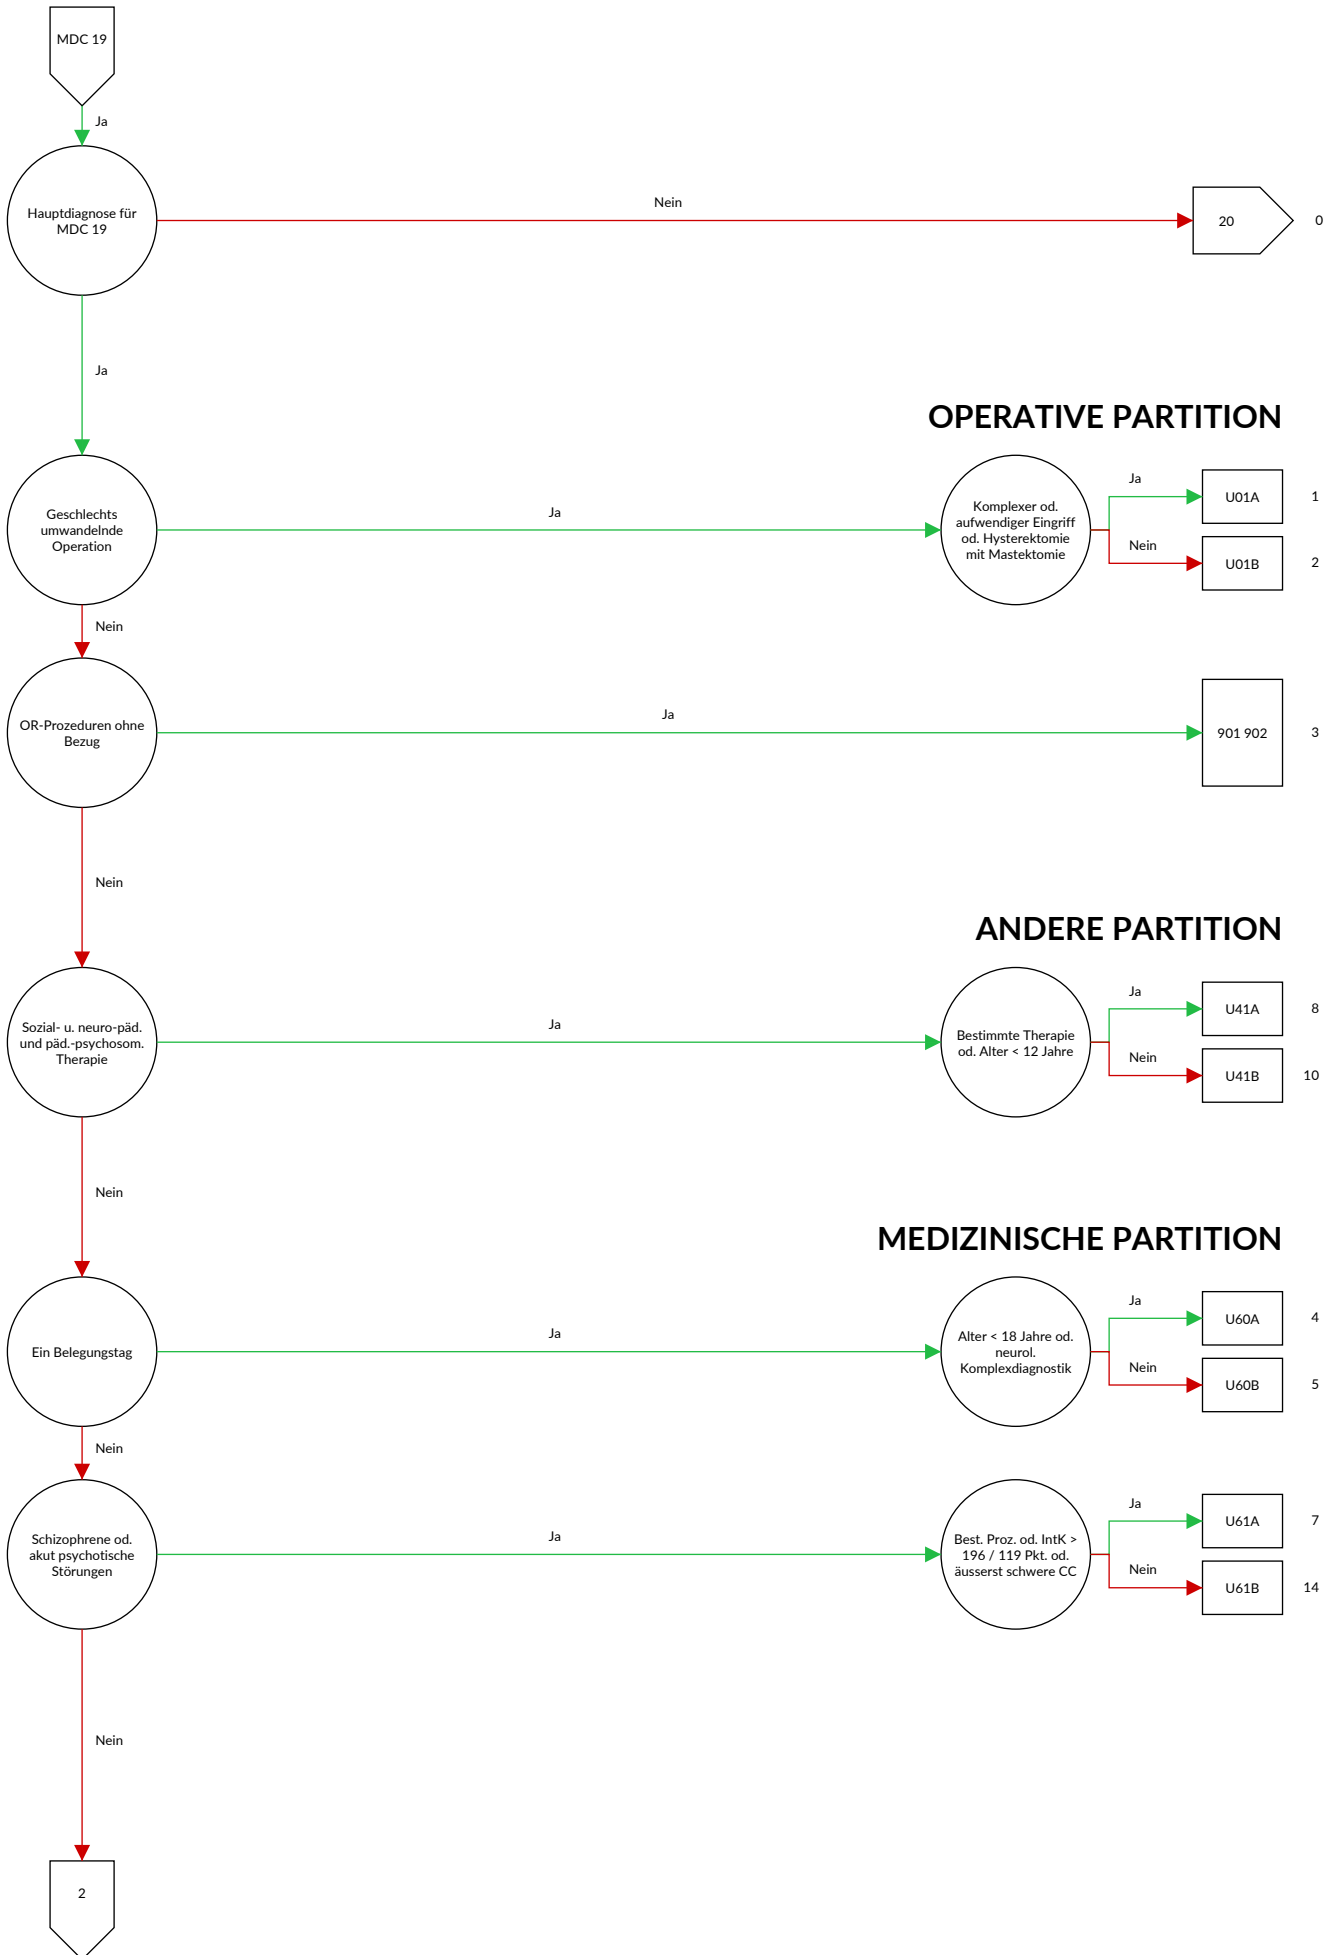 MDC 19
Ja
Hauptdiagnose für
MDC 19
Nein
20
0
Ja
OPERATIVE PARTITION
Geschlechts
umwandelnde
Operation
Ja
Komplexer od.
aufwendiger Eingriff
od. Hysterektomie
mit Mastektomie
Ja
U01A
1
Nein
U01B
2
Nein
OR-Prozeduren ohne
Bezug
Ja
901 902
3
Nein
ANDERE PARTITION
Sozial- u. neuro-päd.
und päd.-psychosom.
Therapie
Ja
Bestimmte Therapie
od. Alter < 12 Jahre
Ja
U41A
8
Nein
U41B
10
Nein
MEDIZINISCHE PARTITION
Ein Belegungstag
Ja
Alter < 18 Jahre od.
neurol.
Komplexdiagnostik
Ja
U60A
4
Nein
U60B
5
Nein
Schizophrene od.
akut psychotische
Störungen
Ja
Best. Proz. od. IntK >
196 / 119 Pkt. od.
äusserst schwere CC
Ja
U61A
7
Nein
U61B
14
Nein
2